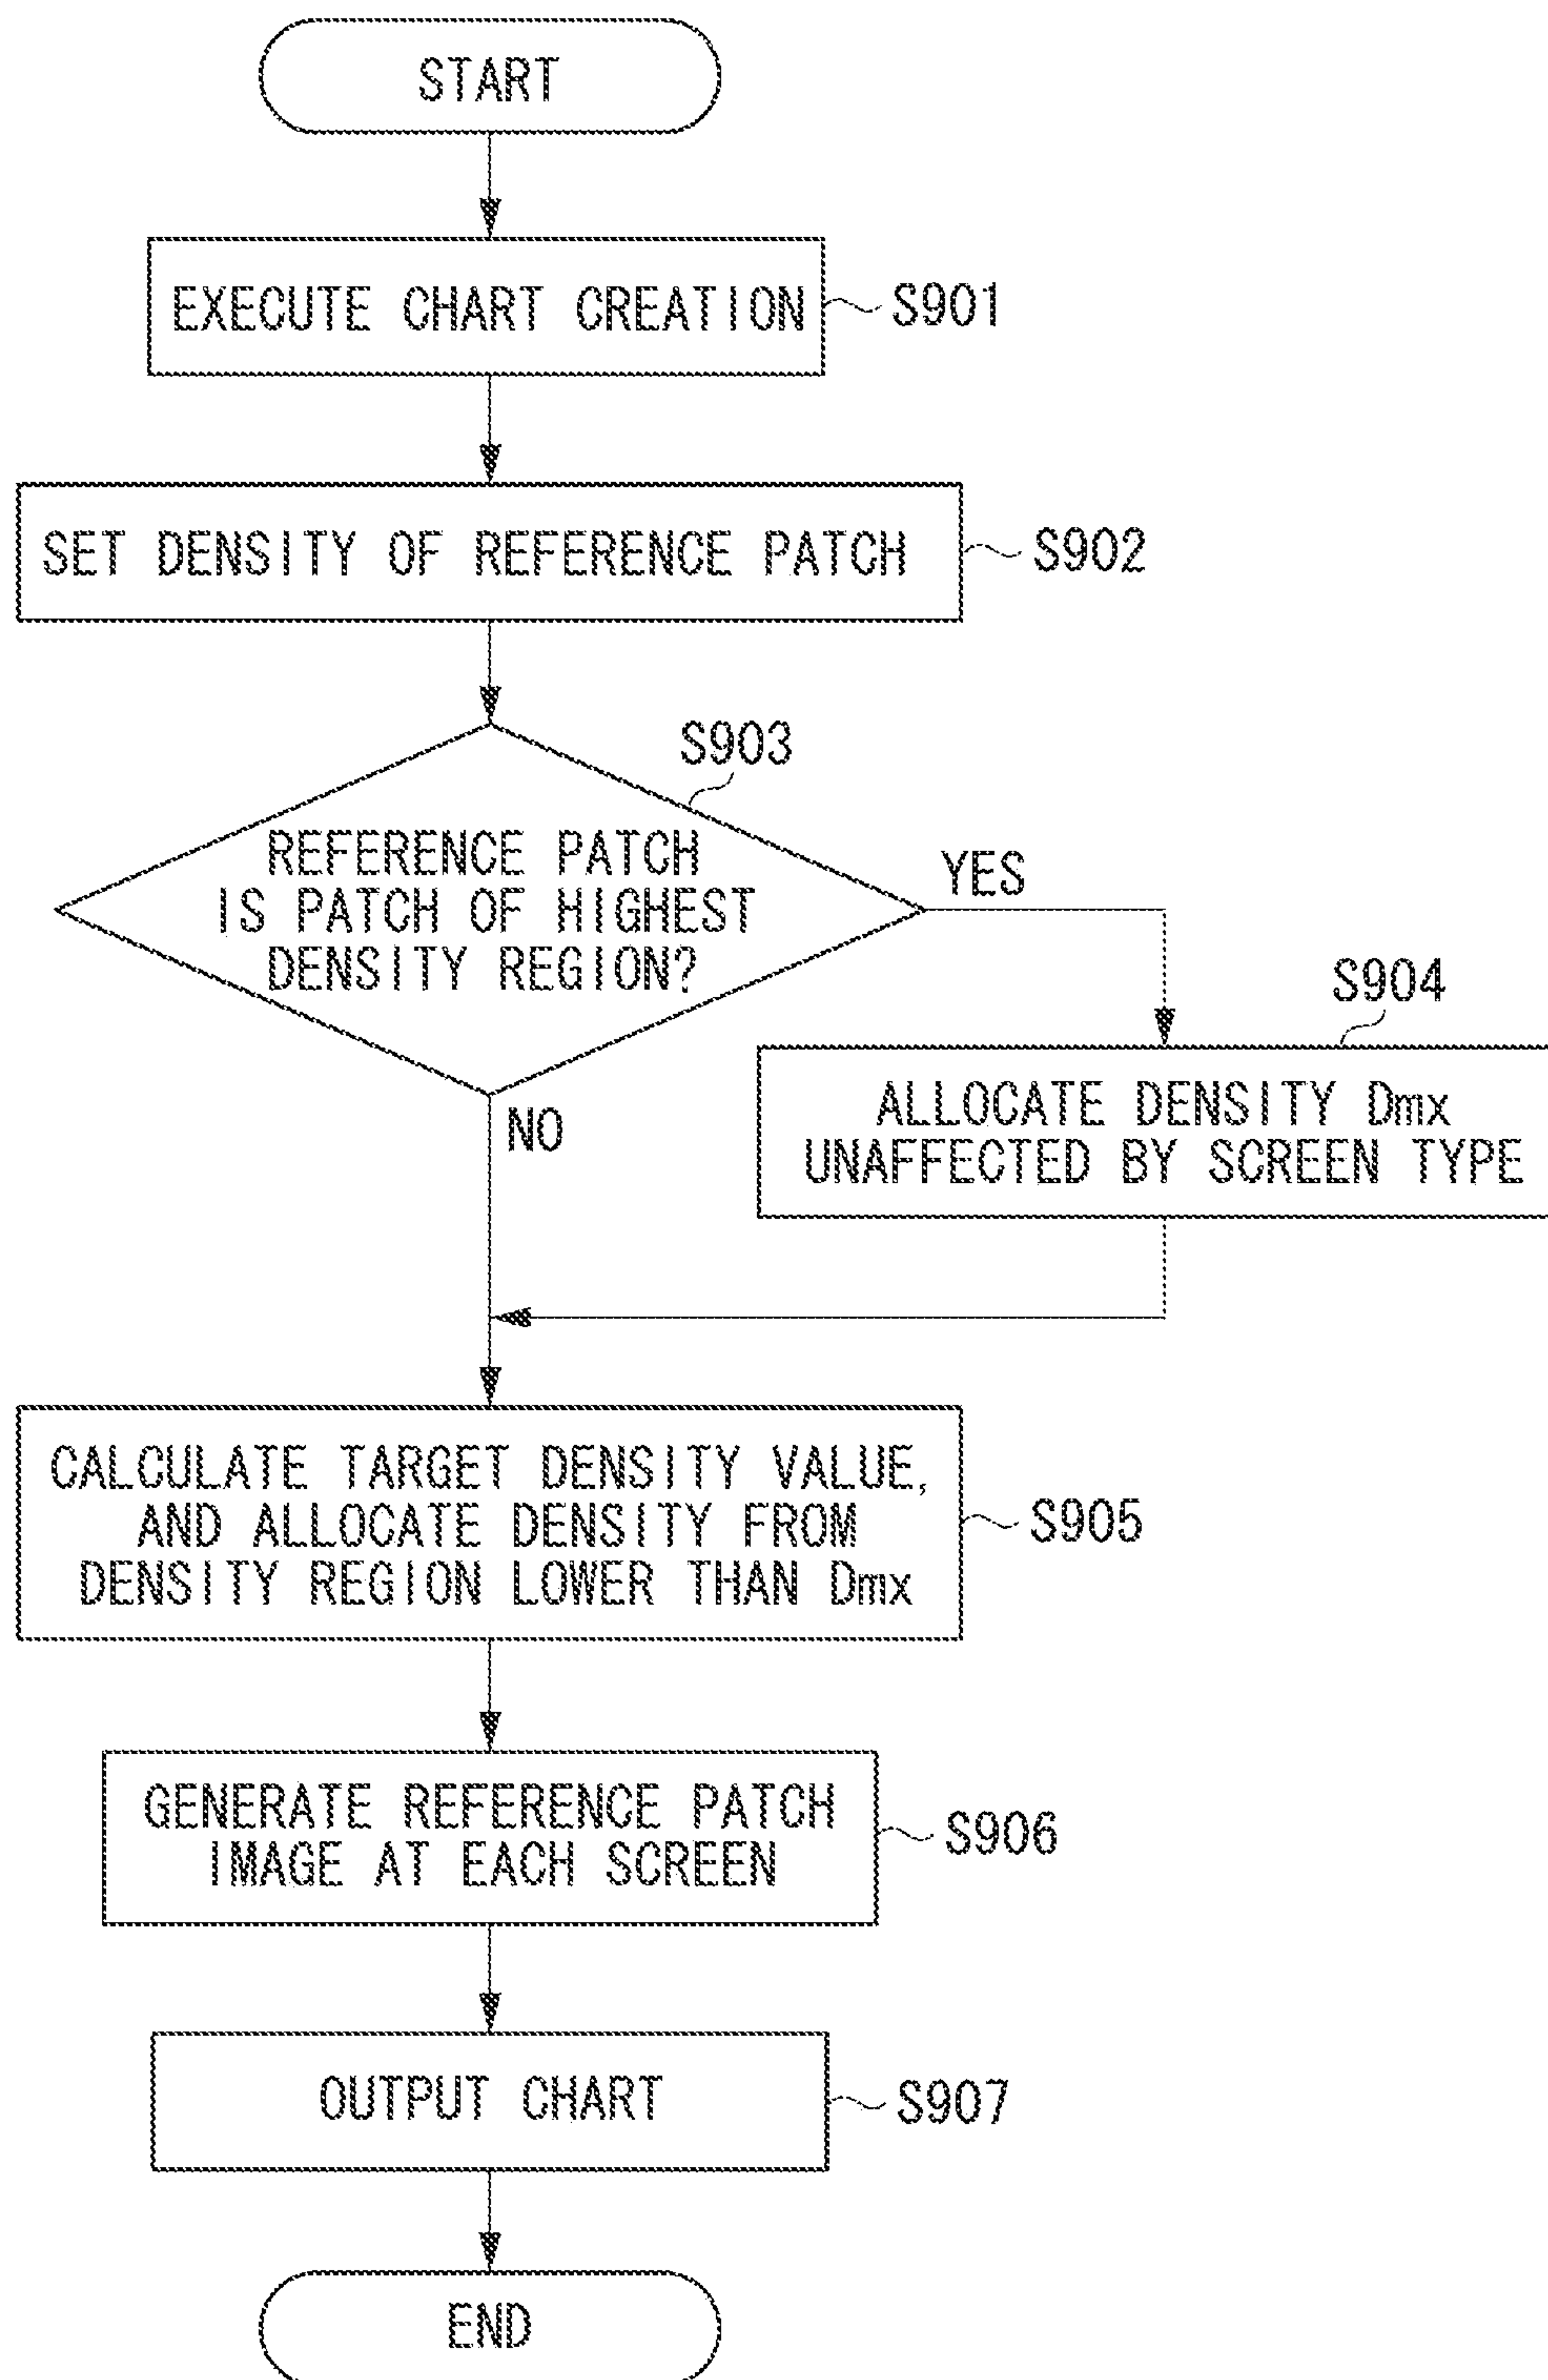 START
EXECUTE CHART CREATION
S901
SET DENSITY OF REFERENCE PATCH
S902
S903
REFERENCE PATCH
IS PATCH OF HIGHEST
DENSITY REGION?
YES
NO
S904
ALLOCATE DENSITY Dmx
UNAFFECTED BY SCREEN TYPE
CALCULATE TARGET DENSITY VALUE,
AND ALLOCATE DENSITY FROM
DENSITY REGION LOWER THAN Dmx
S905
GENERATE REFERENCE PATCH
IMAGE AT EACH SCREEN
S906
OUTPUT CHART
S907
END